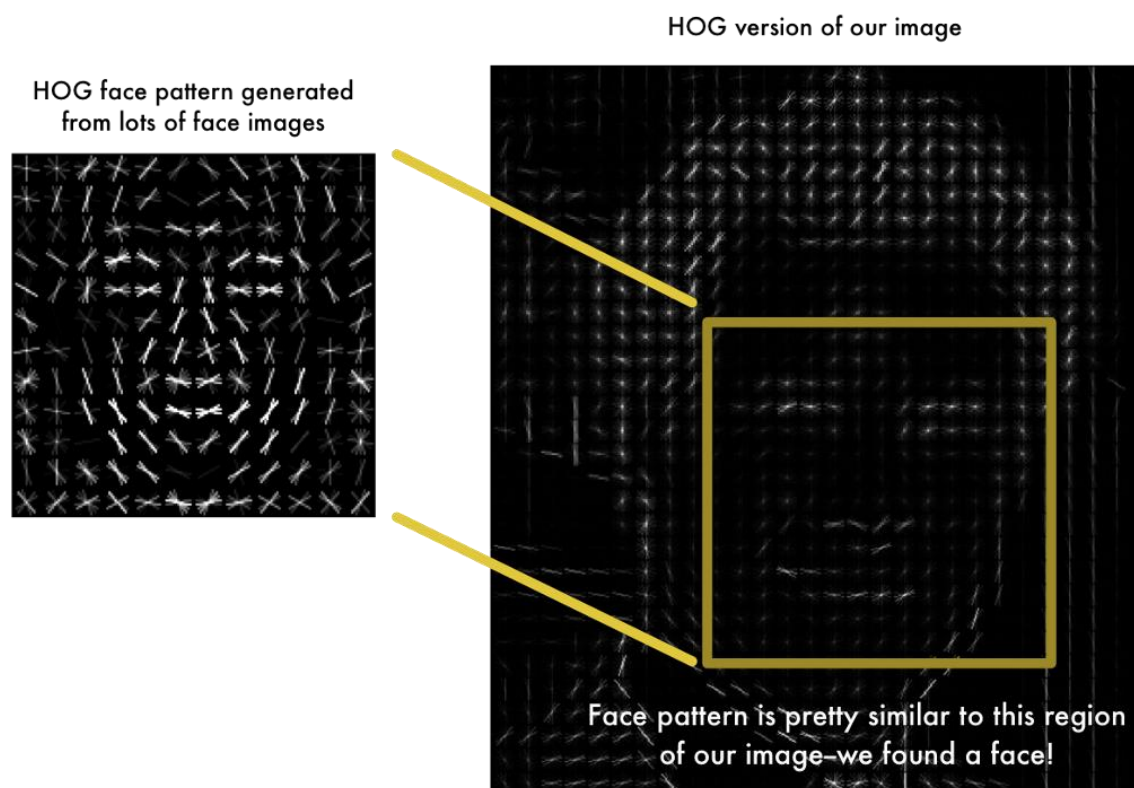 HOG version of our image
HOG face pattern generated
from lots of face images
Face pattern is pretty similar to this region
of our image–we found a face!